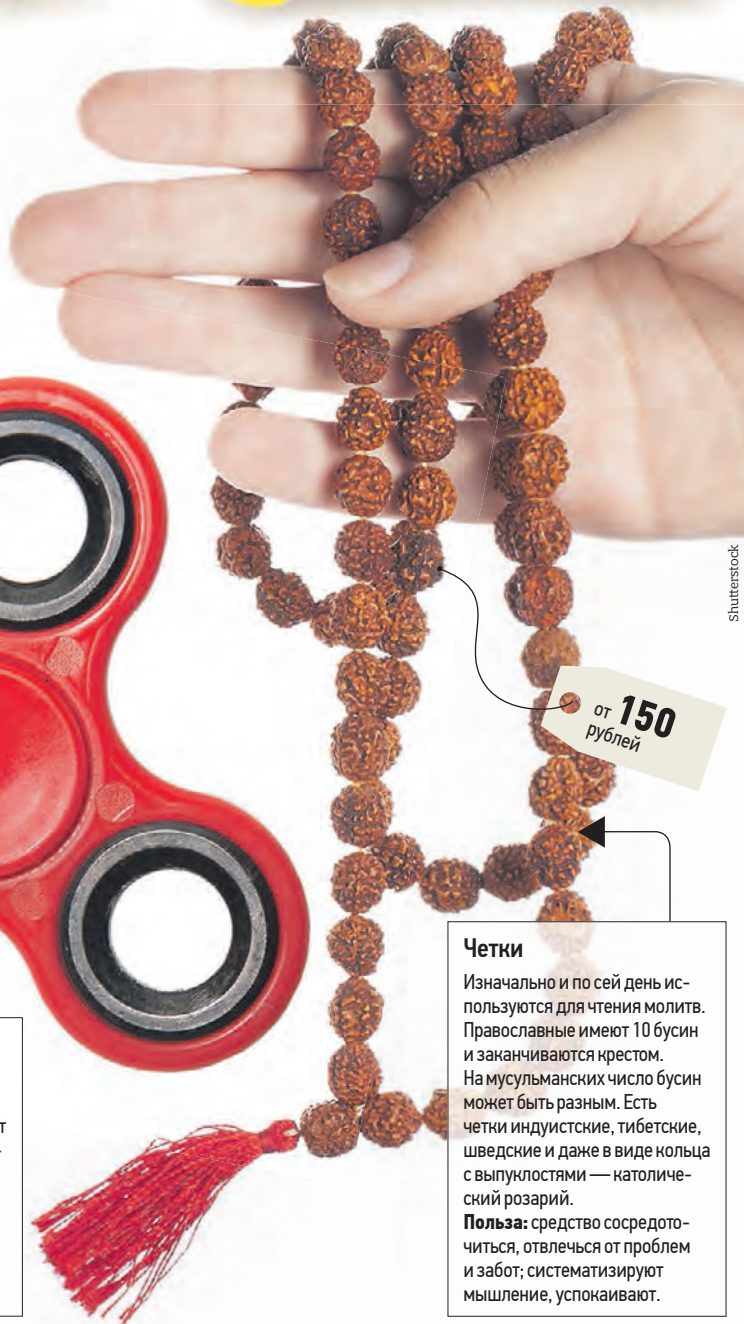 Shutterstock
от 150
рублей
Четки
Изначально и по сей день ис-
пользуются для чтения молитв.
Православные имеют 10 бусин
и заканчиваются крестом.
На мусульманских число бусин
может быть разным. Есть
четки индуистские, тибетские,
шведские и даже в виде кольца
с выпуклостями — католиче-
ский розарий.
Польза: средство сосредото-
читься, отвлечься от проблем
и забот; систематизируют
мышление, успокаивают.